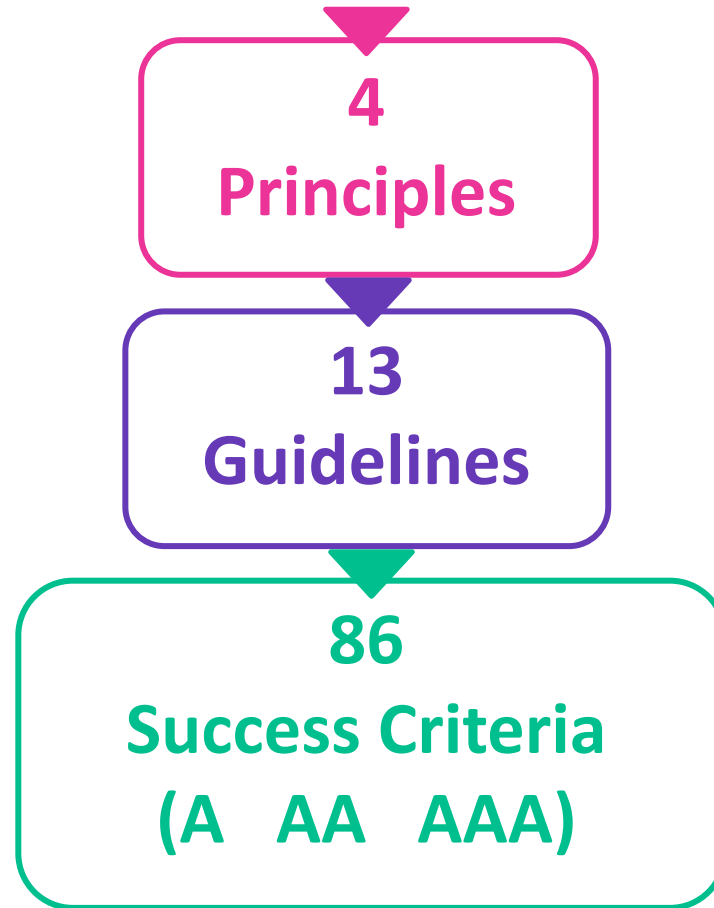 4
Principles
13
Guidelines
86
Success Criteria
(A AA AAA)